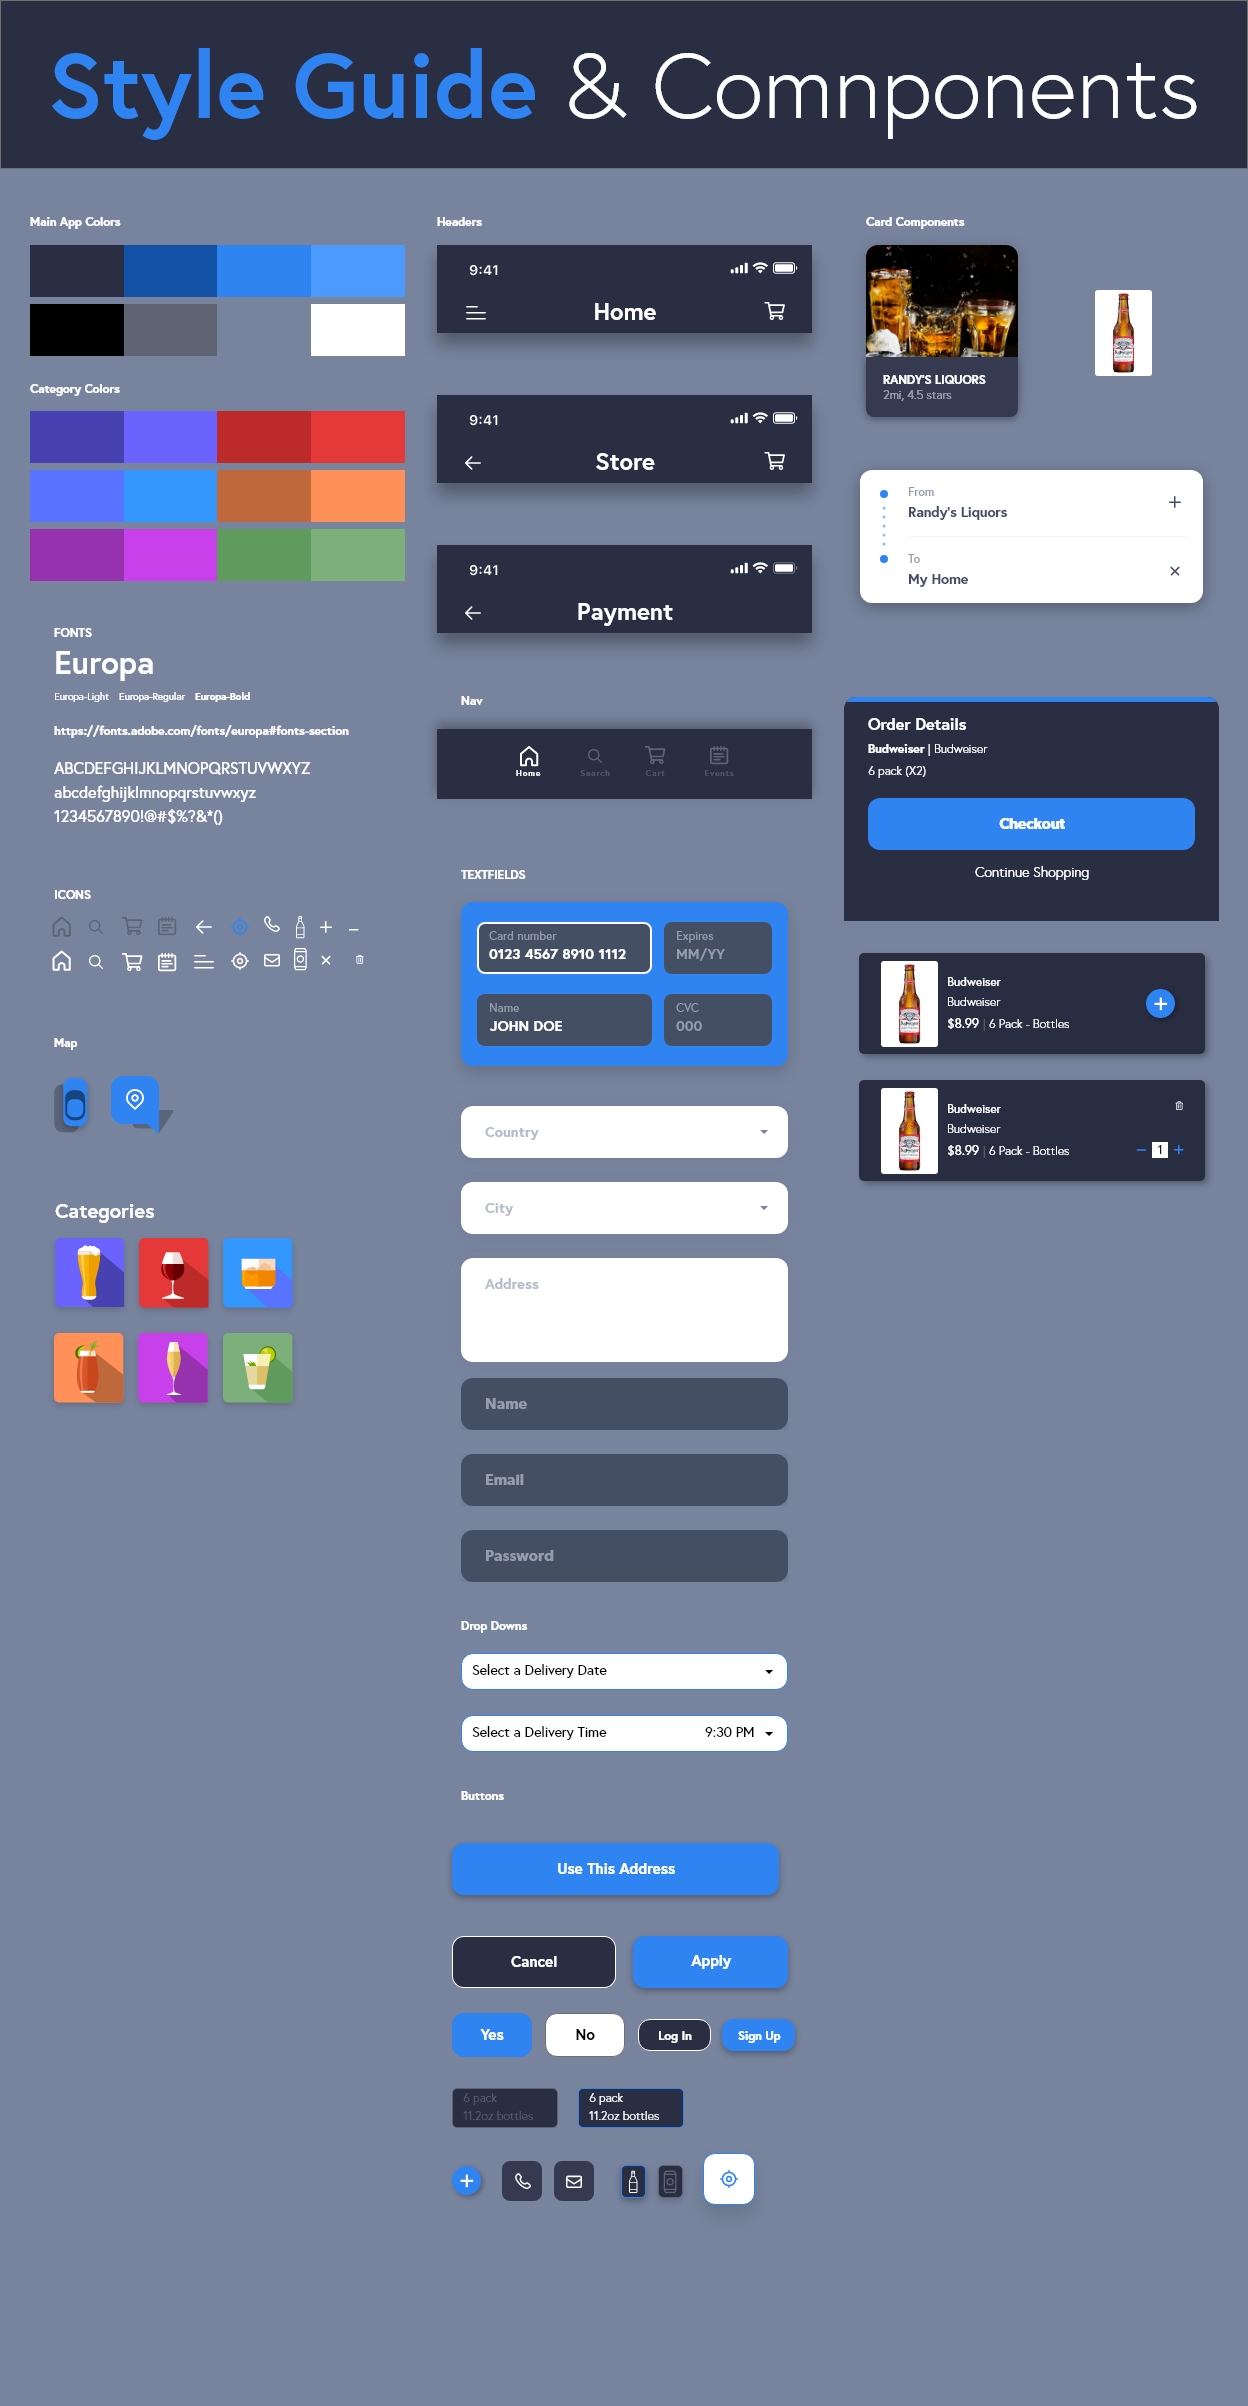 Style Guide & Comnponents
Main App Colors
Category Colors
FONTS
Europa
Europa-Light Europa-Regular Europa-Bold
https://fonts.adobe.com/fonts/europa#fonts-section
ABCDEFGHIJKLMNOPQRSTUVWXYZ
abcdefghijklmnopqrstuvwxyz
1234567890!@#$%?&*()
ICONS
Map
Categories
Headers
9:41
Home
9:41
Store
9:41
Payment
Nav
Home Search Cart Events
TEXTFIELDS
Card number
0123 4567 8910 1112
Expires
MM/YY
Name
JOHN DOE
CVC
000
Country
City
Address
Name
Email
Password
Drop Downs
Select a Delivery Date
Select a Delivery Time 9:30 PM
Buttons
Use This Address
Cancel Apply
Yes No Log In Sign Up
6 pack
11.2oz bottles
6 pack
11.2oz bottles
Card Components
RANDY'S LIQUORS
2mi, 4.5 stars
Budweiser
From
Randy's Liquors
To
My Home
Order Details
Budweiser | Budweiser
6 pack (X2)
Checkout
Continue Shopping
Budweiser
Budweiser
Budweiser
$8.99 | 6 Pack - Bottles
Budweiser
Budweiser
Budweiser
$8.99 | 6 Pack - Bottles
1